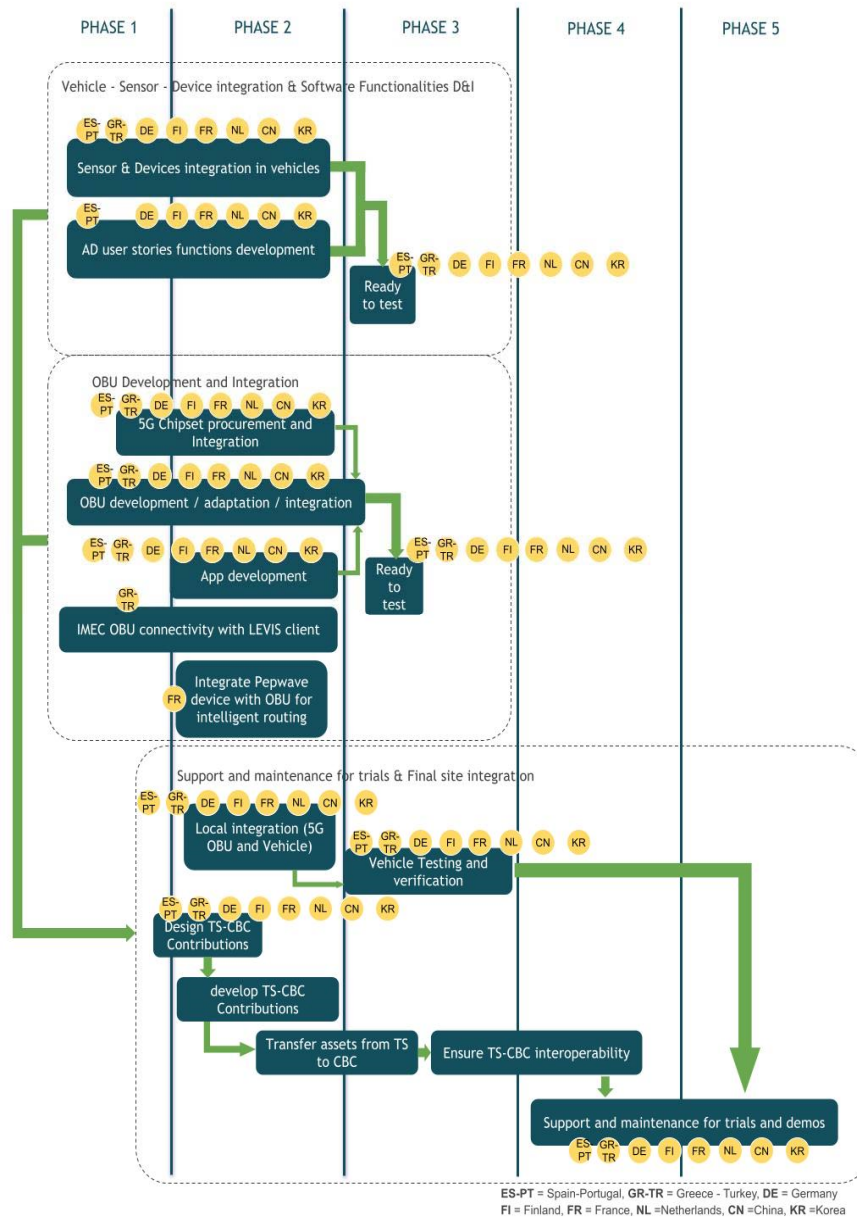 PHASE 1 PHASE 2 PHASE 3 PHASE 4 PHASE 5
Vehicle - Sensor - Device integration & Software Functionalities D&I
ES-PT GR-TR DE FI FR NL CN KR
Sensor & Devices integration in vehicles
ES-PT DE FI FR NL CN KR
AD user stories functions development
ES-PT GR-TR DE FI FR NL CN KR
Ready
to test
OBU Development and Integration
ES-PT GR-TR DE FI FR NL CN KR
5G Chipset procurement and
Integration
ES-PT GR-TR DE FI FR NL CN KR
OBU development / adaptation / integration
ES-PT GR-TR DE FI FR NL CN KR
App development
ES-PT GR-TR DE FI FR NL CN KR
Ready
to
test
GR-TR
IMEC OBU connectivity with LEVIS client
FR
Integrate Pepwave
device with OBU for
intelligent routing
Support and maintenance for trials & Final site integration
ES-PT GR-TR DE FI FR NL CN KR
Local integration (5G
OBU and Vehicle)
ES-PT GR-TR DE FI FR NL CN KR
Vehicle Testing and
verification
ES-PT GR-TR DE FI FR NL CN KR
Design TS-CBC
Contributions
develop TS-CBC
Contributions
Transfer assets from TS
to CBC
Ensure TS-CBC interoperability
Support and maintenance for trials and demos
ES-PT GR-TR DE FI FR NL CN KR
ES-PT = Spain-Portugal, GR-TR = Greece - Turkey, DE = Germany
FI = Finland, FR = France, NL =Netherlands, CN =China, KR =Korea